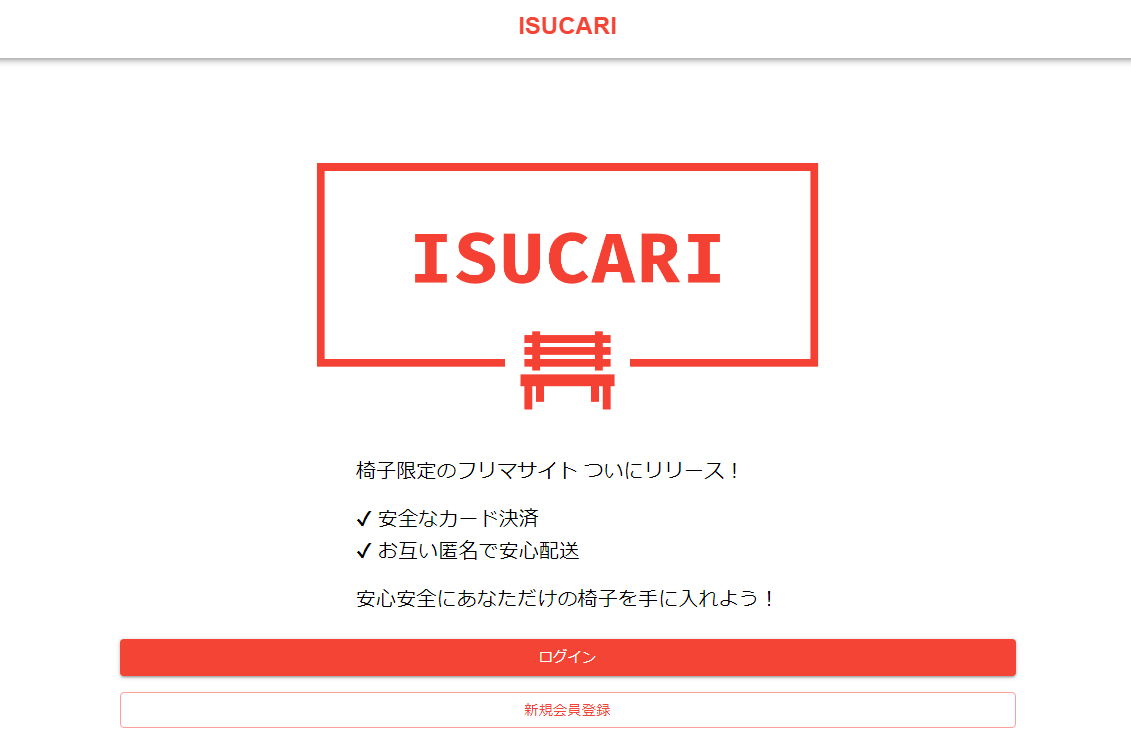 ISUCARI
ISUCARI
椅子限定のフリマサイト ついにリリース！
✔ 安全なカード決済
✔ お互い匿名で安心配送
安心安全にあなただけの椅子を手に入れよう！
ログイン
新規会員登録